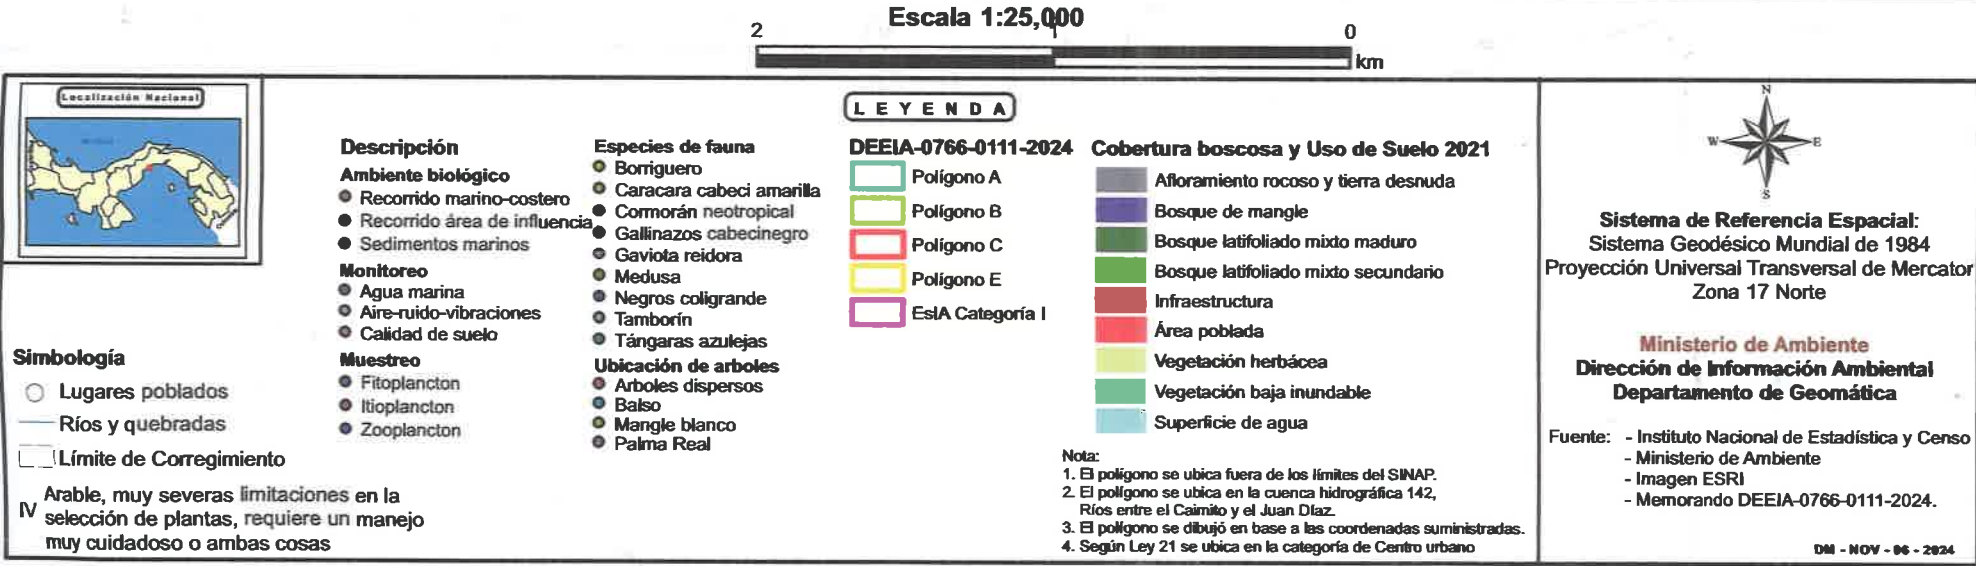 Escala 1:25,000
2 1 0
km
Localización Nacional
Simbología
Lugares poblados
Ríos y quebradas
Límite de Corregimiento
IV Arable, muy severas limitaciones en la
selección de plantas, requiere un manejo
muy cuidadoso o ambas cosas
LEYENDA
Descripción
Ambiente biológico
Recorrido marino-costero
Recorrido área de influencia
Sedimentos marinos
Monitoreo
Agua marina
Aire-ruido-vibraciones
Calidad de suelo
Muestreo
Fitoplancton
Itioplancton
Zooplancton
Especies de fauna
Borriguero
Caracara cabeci amarilla
Cormorán neotropical
Gallinazos cabecinegro
Gaviota reidora
Medusa
Negros coligrande
Tamborín
Tángaras azulejas
Ubicación de arboles
Arboles dispersos
Balso
Mangle blanco
Palma Real
DEEIA-0766-0111-2024
Polígono A
Polígono B
Polígono C
Polígono E
EsIA Categoría I
Cobertura boscosa y Uso de Suelo 2021
Afloramiento rocoso y tierra desnuda
Bosque de mangle
Bosque latifoliado mixto maduro
Bosque latifoliado mixto secundario
Infraestructura
Área poblada
Vegetación herbácea
Vegetación baja inundable
Superficie de agua
Nota:
1. El polígono se ubica fuera de los límites del SINAP.
2. El polígono se ubica en la cuenca hidrográfica 142,
Ríos entre el Caimito y el Juan Díaz.
3. El polígono se dibujó en base a las coordenadas suministradas.
4. Según Ley 21 se ubica en la categoría de Centro urbano
N
W E
S
Sistema de Referencia Espacial:
Sistema Geodésico Mundial de 1984
Proyección Universal Transversal de Mercator
Zona 17 Norte
Ministerio de Ambiente
Dirección de Información Ambiental
Departamento de Geomática
Fuente: - Instituto Nacional de Estadística y Censo
- Ministerio de Ambiente
- Imagen ESRI
- Memorando DEEIA-0766-0111-2024.
DM - NOV - 06 - 2024